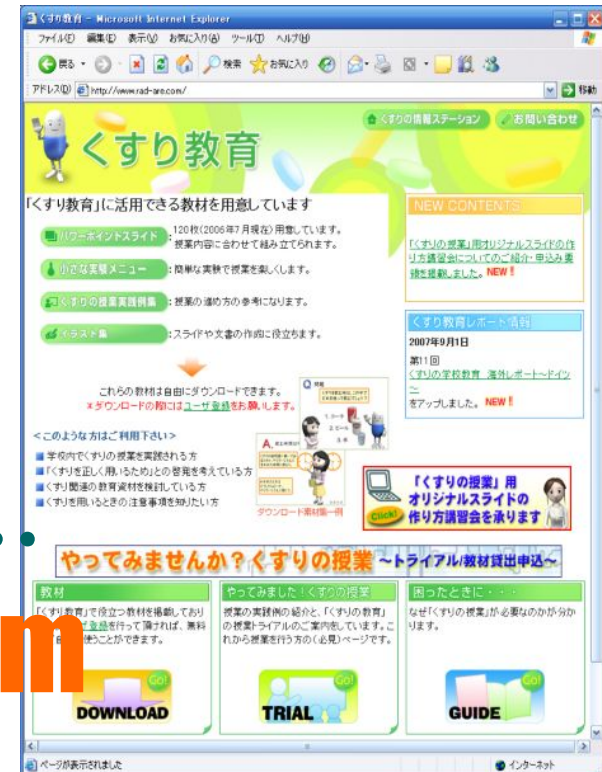 くすり教育 - Microsoft Internet Explorer
ファイル(F) 編集(E) 表示(V) お気に入り(A) ツール(T) ヘルプ(H)
戻る 検索 お気に入り
アドレス(D) http://www.rad-are.com/ 移動
くすりの情報ステーション お問い合わせ
くすり教育
「くすり教育」に活用できる教材を用意しています
パワーポイントスライド :120枚(2006年7月現在)用意しています。
授業内容に合わせて組み立てられます。
小さな実験メニュー :簡単な実験で授業を楽しくします。
くすりの授業実践例集 :授業の進め方の参考になります。
イラスト集 :スライドや文書の作成に役立ちます。
これらの教材は自由にダウンロードできます。
*ダウンロードの際にはユーザ登録をお願いします。
<このような方はご利用下さい>
学校内でくすりの授業を実践される方
「くすりを正しく用いるため」との啓発を考えている方
くすり関連の教育資材を検討している方
くすりを用いるときの注意事項を知りたい方
Q 問題
1. コーラ
2. ビール
3. 水
A.
ダウンロード素材集一例
NEW CONTENTS
「くすりの授業」用オリジナルスライドの作
り方講習会についてのご紹介・申込み要
領を掲載しました。NEW!
くすり教育レポート情報
2007年9月1日
第11回
くすりの学校教育 海外レポート～ドイツ
～
をアップしました。NEW!
Click!
「くすりの授業」用
オリジナルスライドの
作り方講習会を承ります
やってみませんか?くすりの授業 ～トライアル/教材貸出申込～
教材
「くすり教育」で役立つ教材を掲載しており
登録を行って頂ければ、無料
使うことができます。
Go!
DOWNLOAD
やってみました!くすりの授業
授業の実践例の紹介と、「くすりの教育」
の授業トライアルのご案内をしています。こ
れから授業を行う方の(必見)ページです。
Go!
TRIAL
困ったときに・・・
なぜ「くすりの授業」が必要なのかが分か
ります。
Go!
GUIDE
m
ページが表示されました インターネット